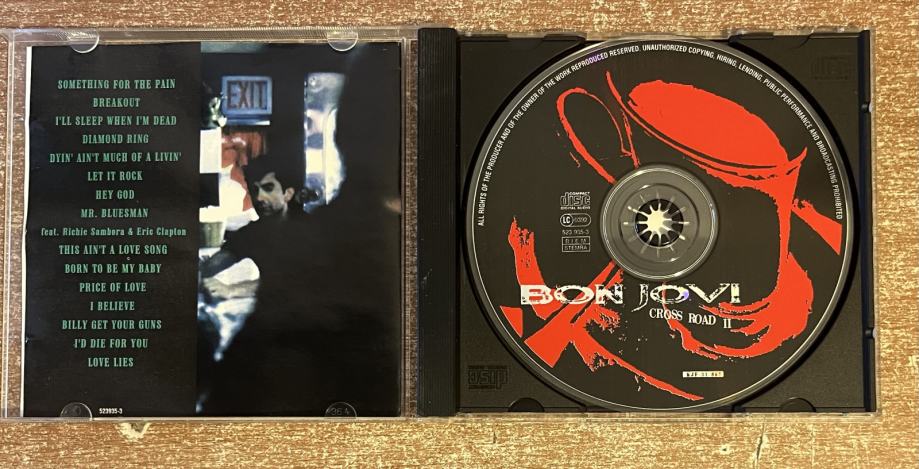 SOMETHING FOR THE PAIN
BREAKOUT
I'LL SLEEP WHEN I'M DEAD
DIAMOND RING
DYIN' AIN'T MUCH OF A LIVIN'
LET IT ROCK
HEY GOD
MR. BLUESMAN
feat. Richie Sambora & Eric Clapton
THIS AIN'T A LOVE SONG
BORN TO BE MY BABY
PRICE OF LOVE
I BELIEVE
BILLY GET YOUR GUNS
I'D DIE FOR YOU
LOVE LIES
523935-3
EXIT
ALL RIGHTS OF THE PRODUCER AND OF THE OWNER OF THE WORK REPRODUCED RESERVED. UNAUTHORIZED COPYING, HIRING, LENDING, PUBLIC PERFORMANCE AND BROADCASTING PROHIBITED
COMPACT
disc
DIGITAL AUDIO
LC
523 935-3
B.I.E.M.
STEMRA
BON JOVI
CROSS ROAD II
disc